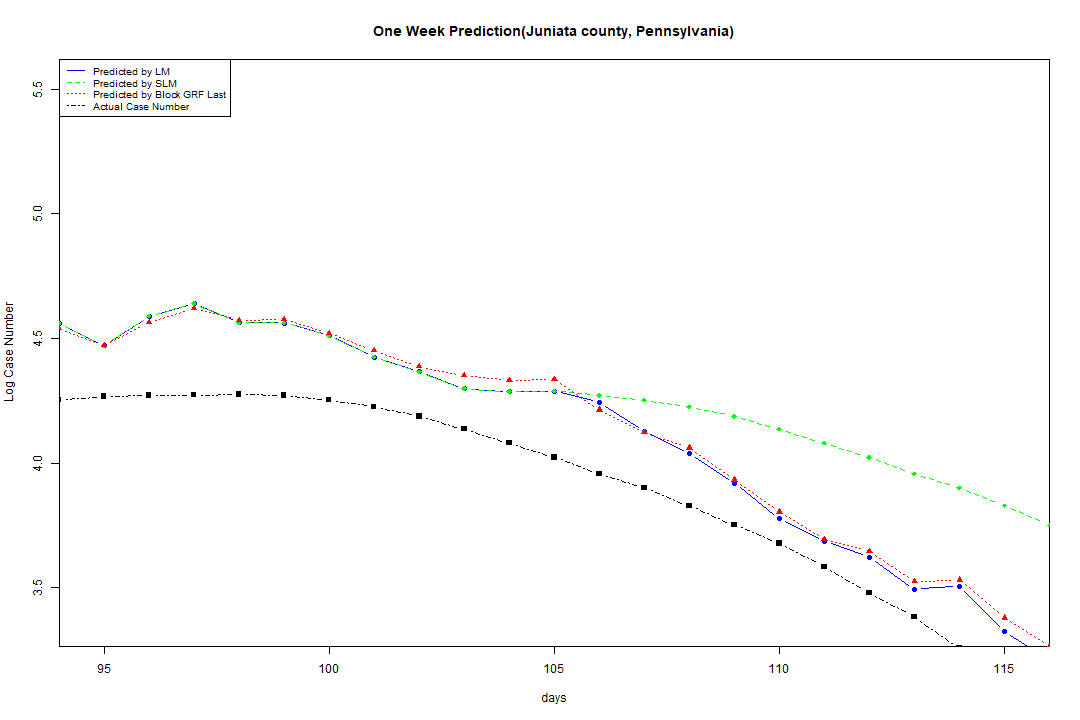 One Week Prediction(Juniata county, Pennsylvania)
Predicted by LM
Predicted by SLM
Predicted by Block GRF Last
Actual Case Number
5.5
5.0
4.5
4.0
3.5
Log Case Number
95 100 105 110 115
days